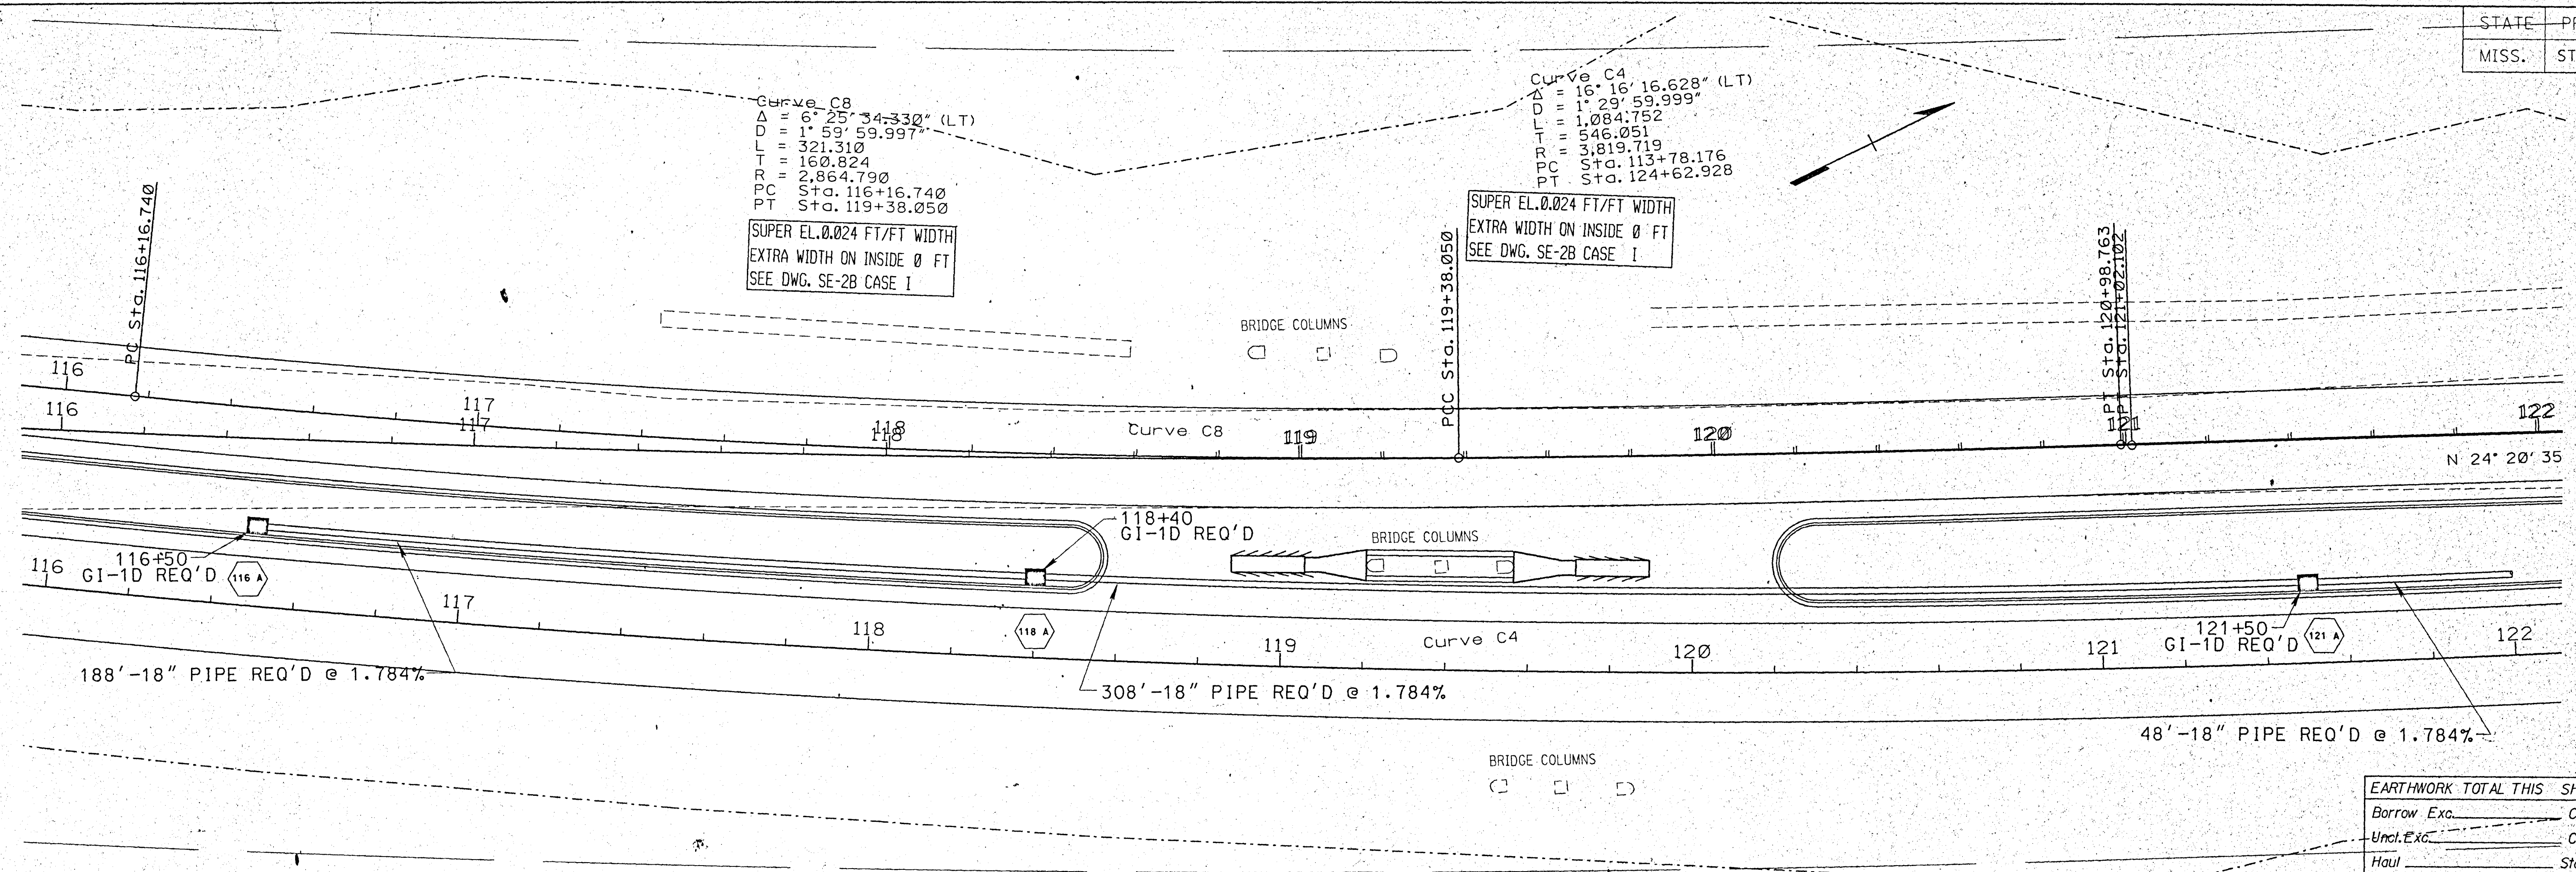 STATE
MISS.
Curve C8
Δ = 6° 25' 34.330" (LT)
D = 1° 59' 59.997"
L = 321.310
T = 160.824
R = 2,864.790
PC Sta. 116+16.740
PT Sta. 119+38.050
SUPER EL.0.024 FT/FT WIDTH
EXTRA WIDTH ON INSIDE 0 FT
SEE DWG. SE-2B CASE I
Curve C4
Δ = 16° 16' 16.628" (LT)
D = 1° 29' 59.999"
L = 1,084.752
T = 546.051
R = 3,819.719
PC Sta. 113+78.176
PT Sta. 124+62.928
SUPER EL.0.024 FT/FT WIDTH
EXTRA WIDTH ON INSIDE 0 FT
SEE DWG. SE-2B CASE I
PC Sta. 116+16.740
PCC Sta. 119+38.050
PT Sta. 120+98.763
PT Sta. 121+02.102
BRIDGE COLUMNS
116
117
118
116
117
118
Curve C8
119
120
121
122
N 24° 20' 35
118+40
GI-1D REQ'D
BRIDGE COLUMNS
116+50
GI-1D REQ'D
116 A
118 A
121+50
GI-1D REQ'D
121 A
116
117
118
119
Curve C4
120
121
122
188'-18" PIPE REQ'D @ 1.784%
308'-18" PIPE REQ'D @ 1.784%
48'-18" PIPE REQ'D @ 1.784%
BRIDGE COLUMNS
EARTHWORK TOTAL THIS
Borrow Exc.
Uncl. Exc.
Haul